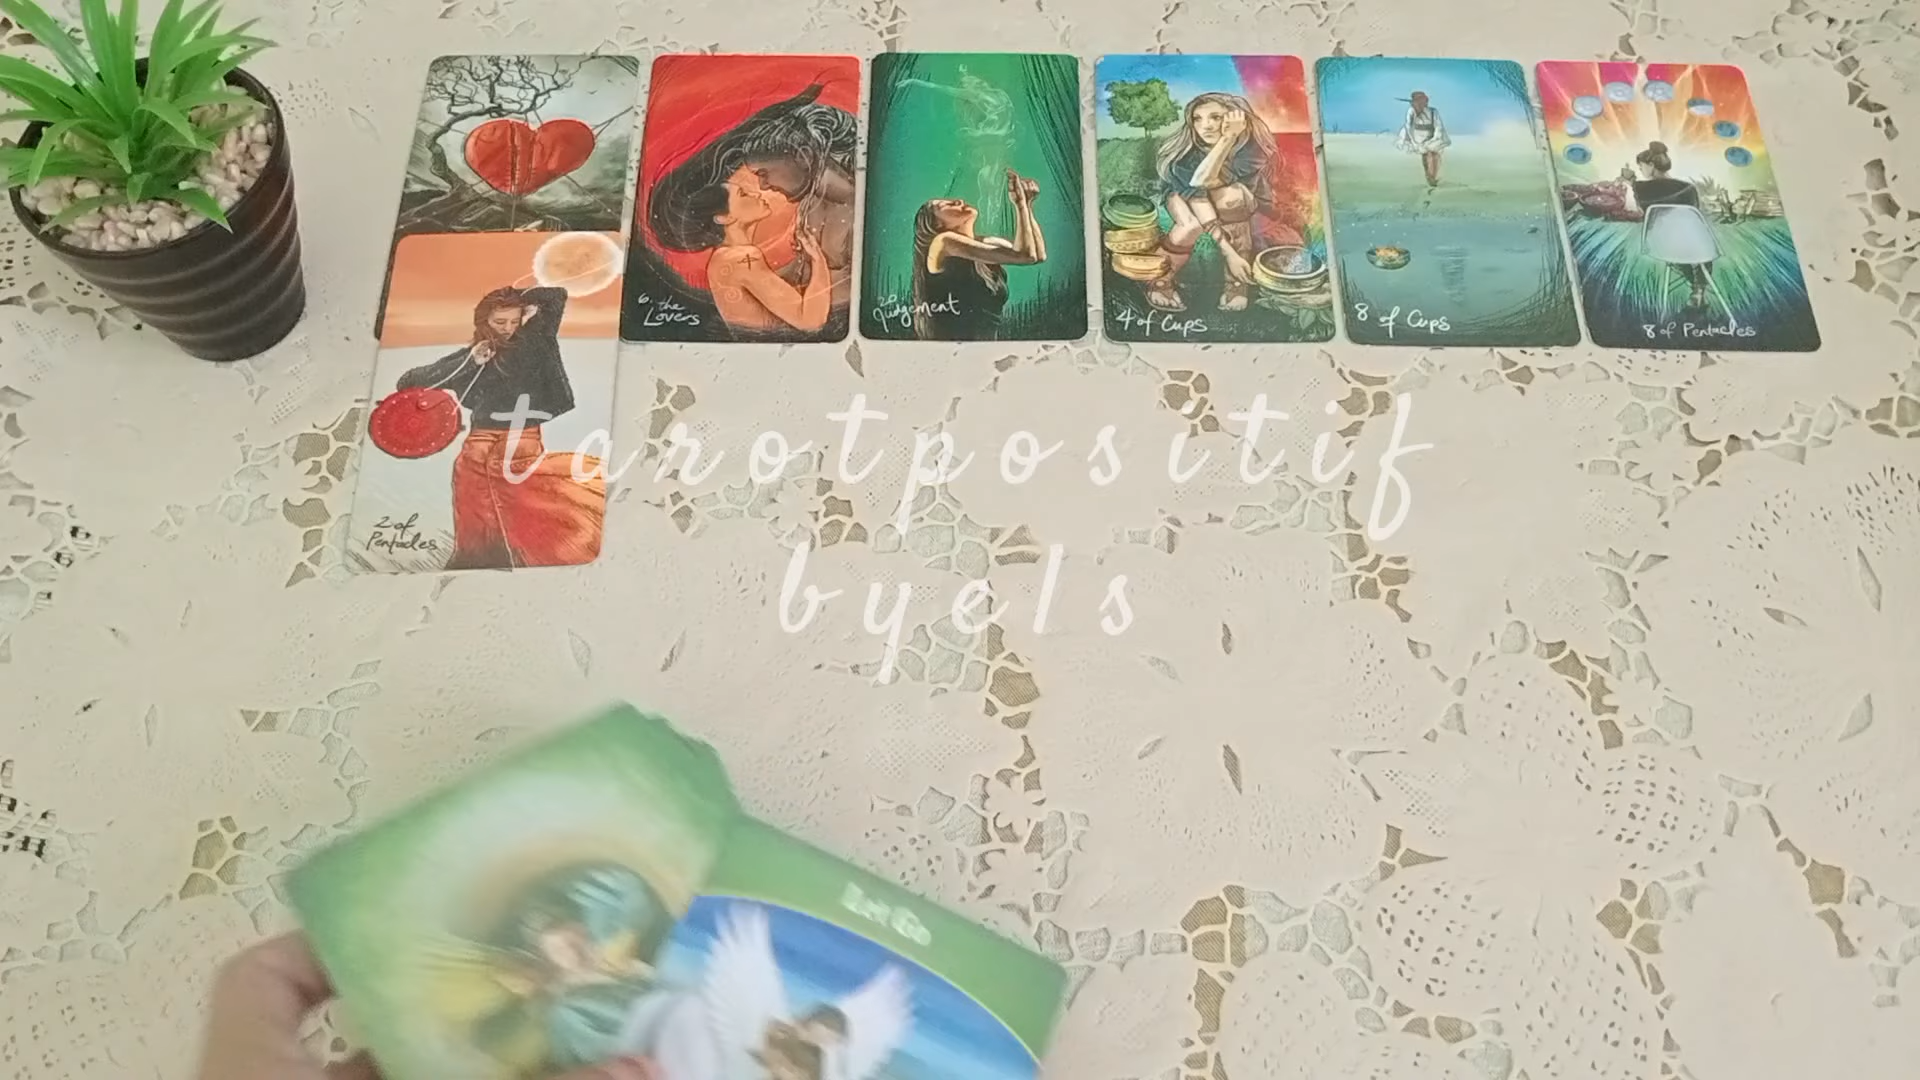 6. the
Lovers
20
Judgement
4 of Cups
8 of Cups
8 of Pentacles
2 of
Pentacles
tarotpositif
byels
Let Go